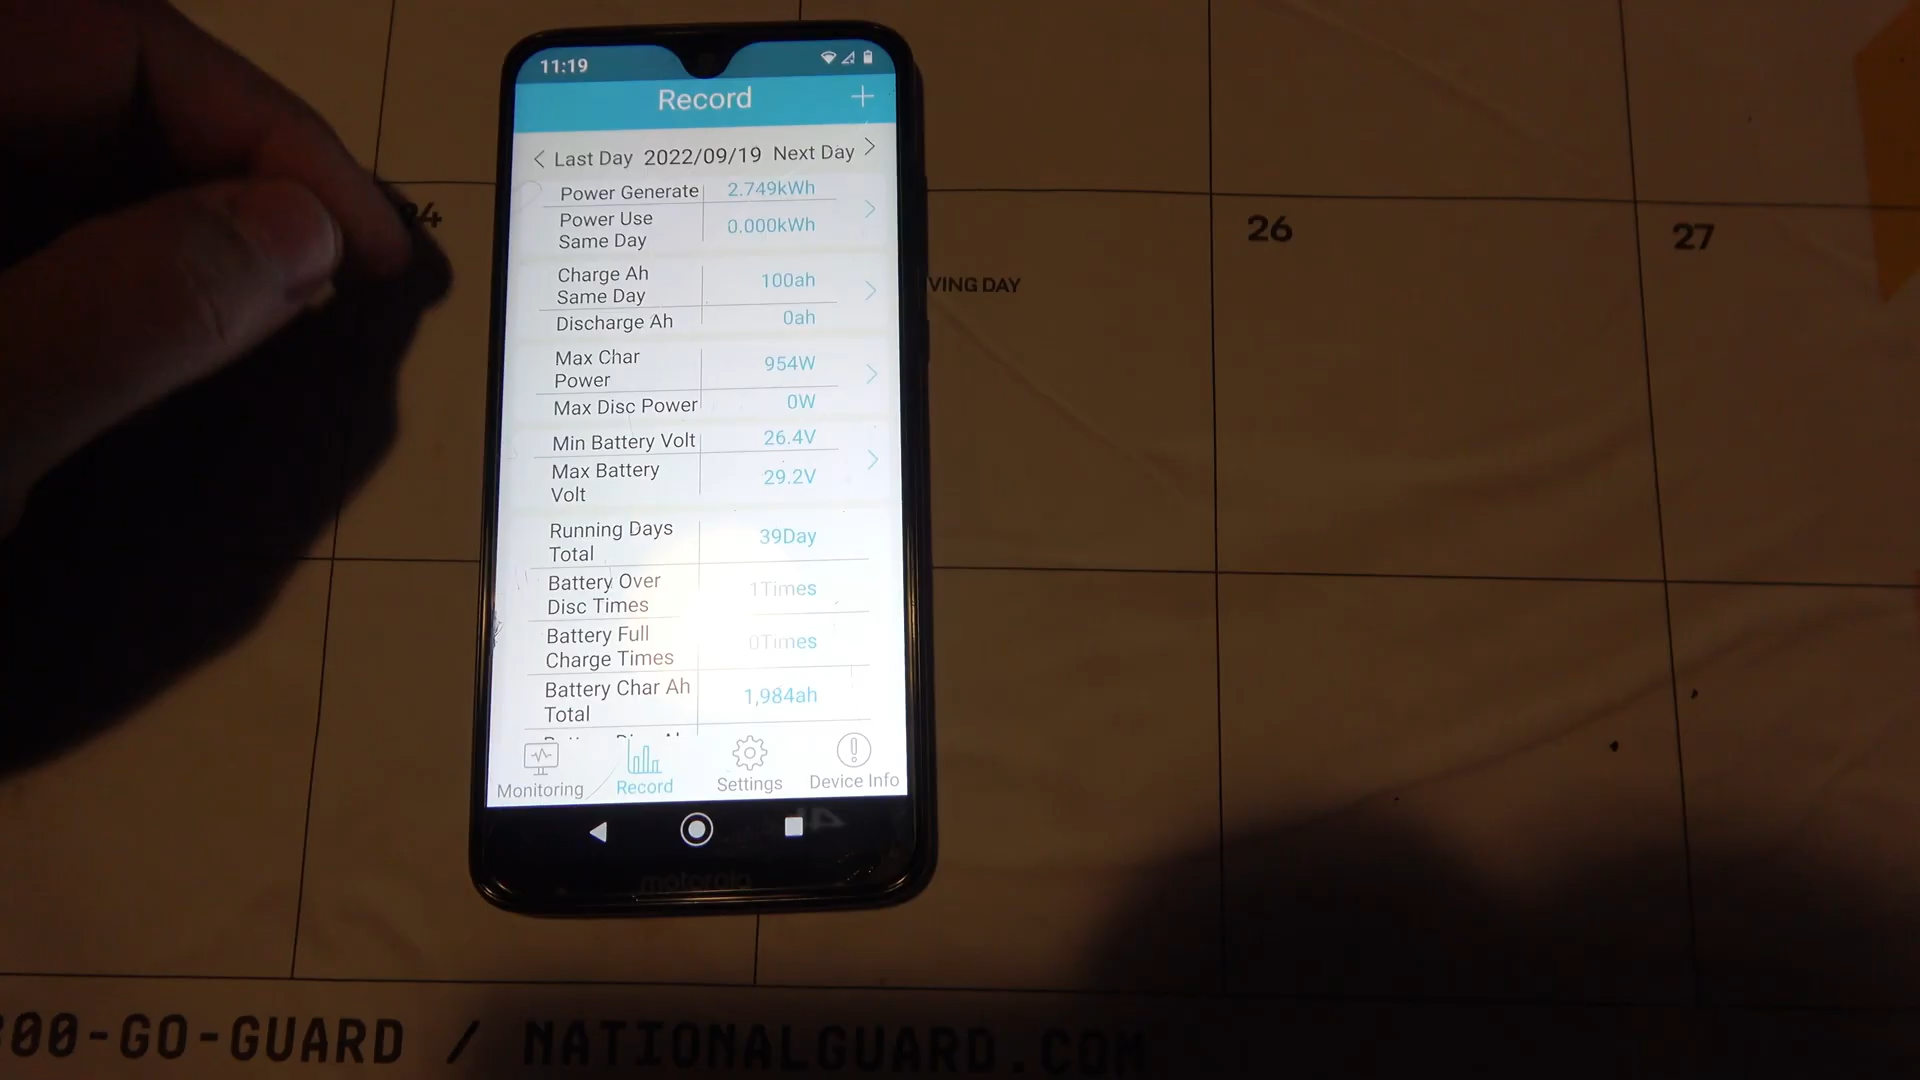 11:19
Record +
< Last Day 2022/09/19 Next Day >
Power Generate 2.749kWh
Power Use Same Day 0.000kWh
Charge Ah Same Day 100ah
Discharge Ah 0ah
Max Char Power 954W
Max Disc Power 0W
Min Battery Volt 26.4V
Max Battery Volt 29.2V
Running Days Total 39Day
Battery Over Disc Times 1Times
Battery Full Charge Times 0Times
Battery Char Ah Total 1,984ah
Monitoring Record Settings Device Info
motorola
24
VING DAY
26
27
00-GO-GUARD / NATIONALGUARD.COM